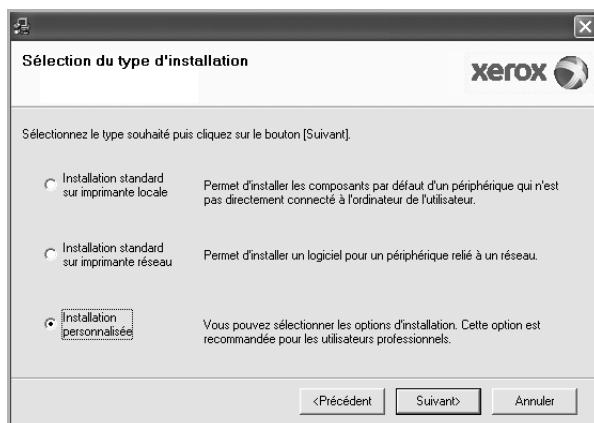 Sélection du type d'installation
xerox
Sélectionnez le type souhaité puis cliquez sur le bouton [Suivant].
Installation standard
sur imprimante locale
Permet d'installer les composants par défaut d'un périphérique qui n'est
pas directement connecté à l'ordinateur de l'utilisateur.
Installation standard
sur imprimante réseau
Permet d'installer un logiciel pour un périphérique relié à un réseau.
Installation
personnalisée
Vous pouvez sélectionner les options d'installation. Cette option est
recommandée pour les utilisateurs professionnels.
<Précédent
Suivant>
Annuler